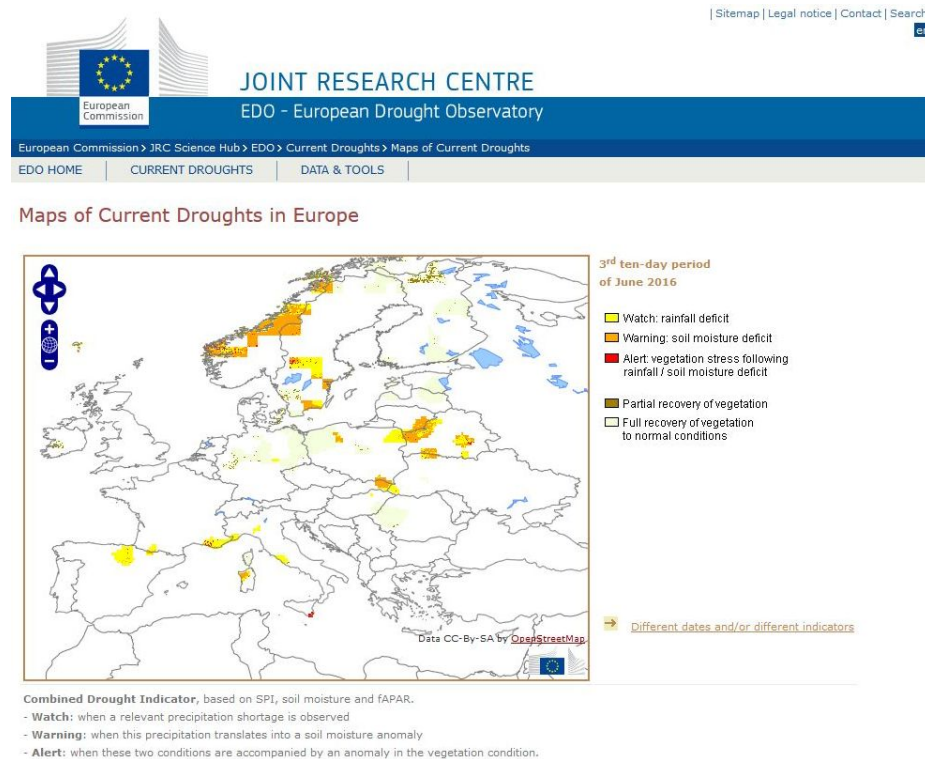 | Sitemap | Legal notice | Contact | Search
en
European
Commission
JOINT RESEARCH CENTRE
EDO - European Drought Observatory
European Commission > JRC Science Hub > EDO > Current Droughts > Maps of Current Droughts
EDO HOME CURRENT DROUGHTS DATA & TOOLS
Maps of Current Droughts in Europe
3rd ten-day period
of June 2016
Watch: rainfall deficit
Warning: soil moisture deficit
Alert: vegetation stress following
rainfall / soil moisture deficit
Partial recovery of vegetation
Full recovery of vegetation
to normal conditions
Different dates and/or different indicators
Data CC-By-SA by OpenStreetMap
Combined Drought Indicator, based on SPI, soil moisture and fAPAR.
- Watch: when a relevant precipitation shortage is observed
- Warning: when this precipitation translates into a soil moisture anomaly
- Alert: when these two conditions are accompanied by an anomaly in the vegetation condition.